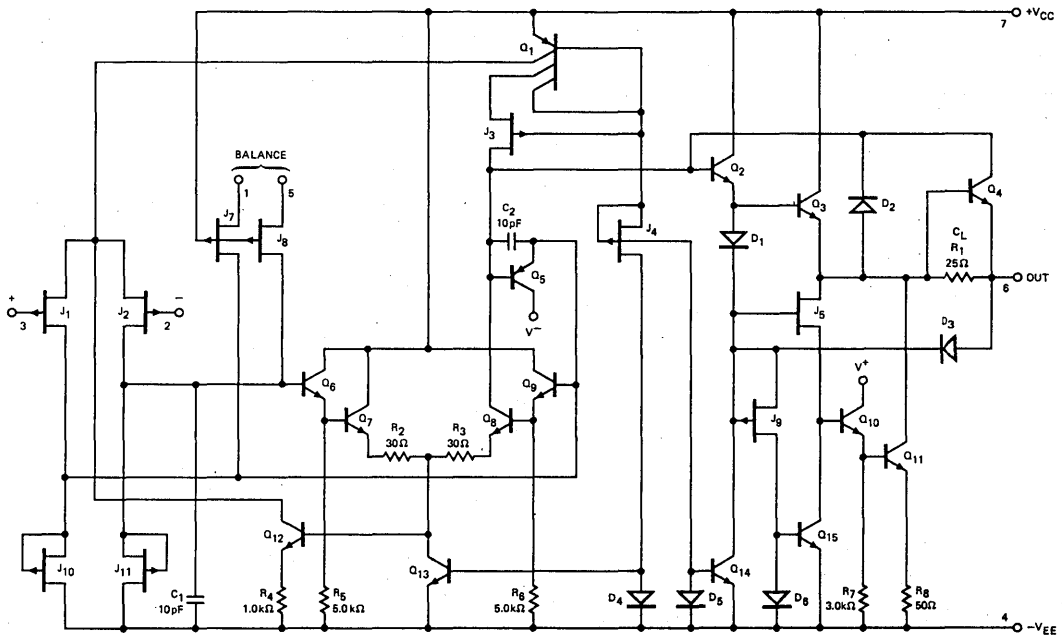 +VCC
7
Q1
J3
BALANCE
1
5
J7
J8
C2
10pF
Q5
V−
J4
Q2
D1
Q3
D2
Q4
CL
R1
25Ω
6
OUT
+
3
J1
J2
−
2
J5
D3
Q6
Q7
R2
30Ω
R3
30Ω
Q8
Q9
J9
V+
Q10
Q11
J10
J11
C1
10pF
Q12
R4
1.0kΩ
R5
5.0kΩ
Q13
R6
5.0kΩ
D4
D5
Q14
D6
Q15
R7
3.0kΩ
R8
50Ω
4
−VEE